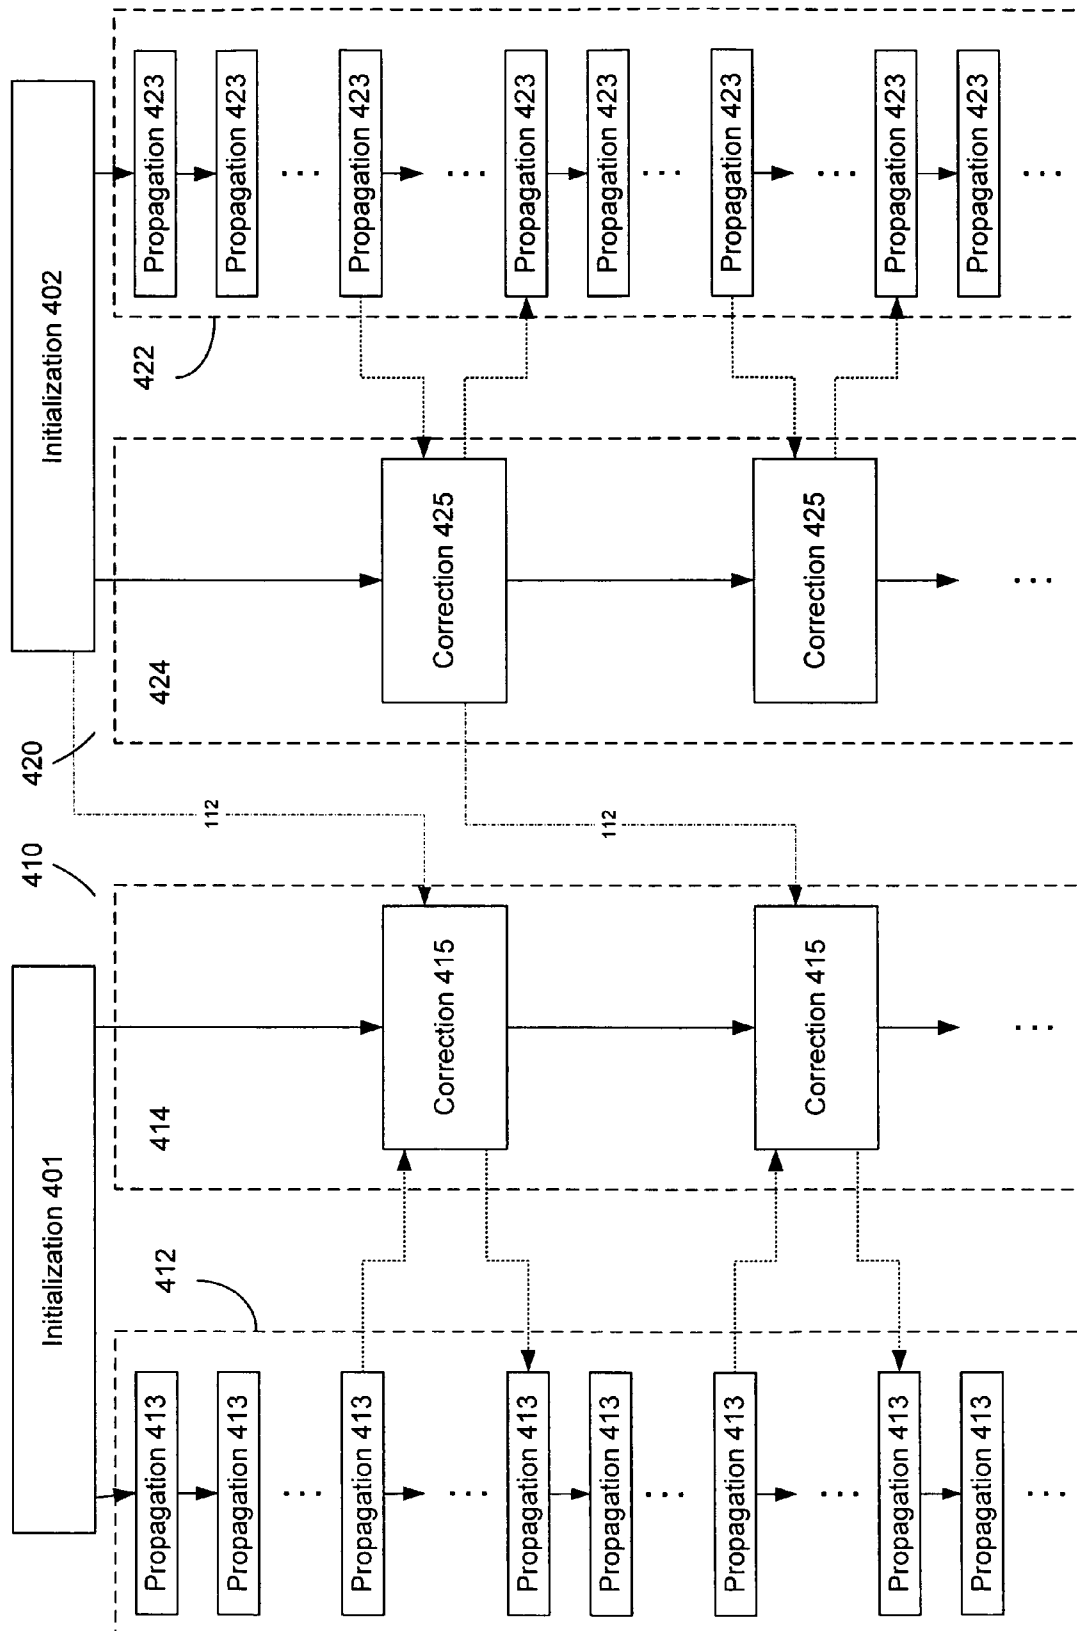 Initialization 401
Initialization 402
410
420
412
414
424
422
Propagation 413
Propagation 413
...
Propagation 413
...
Propagation 413
Propagation 413
...
Propagation 413
...
Propagation 413
Propagation 413
...
Correction 415
Correction 415
...
112
112
Correction 425
Correction 425
...
Propagation 423
Propagation 423
...
Propagation 423
...
Propagation 423
Propagation 423
...
Propagation 423
...
Propagation 423
Propagation 423
...